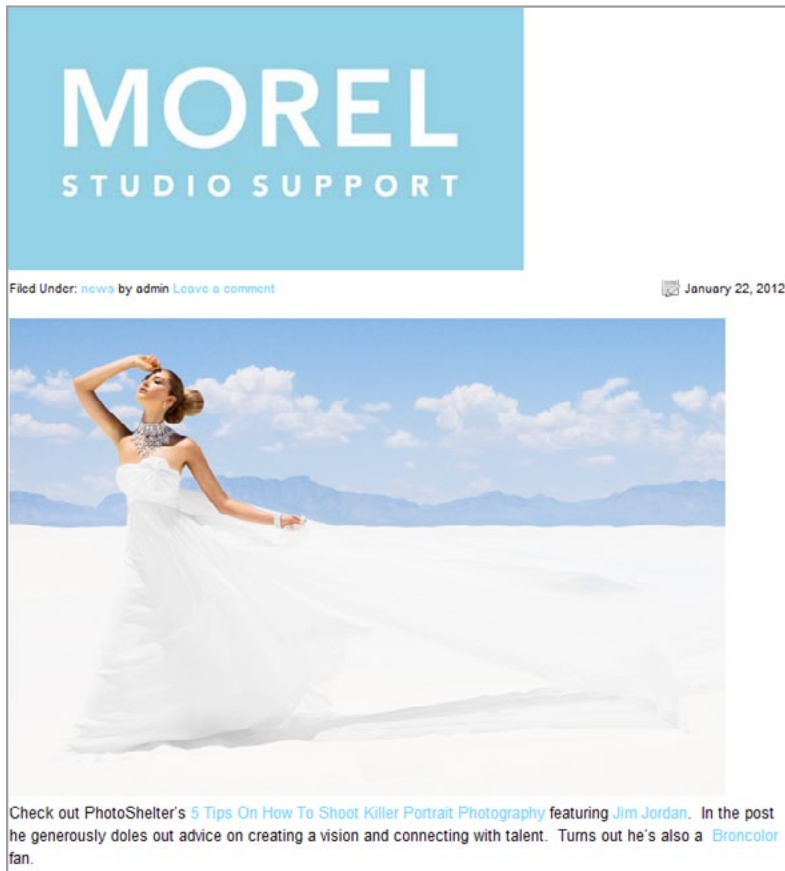 MOREL
STUDIO SUPPORT
Filed Under: news by admin Leave a comment
January 22, 2012
Check out PhotoShelter's 5 Tips On How To Shoot Killer Portrait Photography featuring Jim Jordan. In the post
he generously doles out advice on creating a vision and connecting with talent. Turns out he's also a Broncolor
fan.